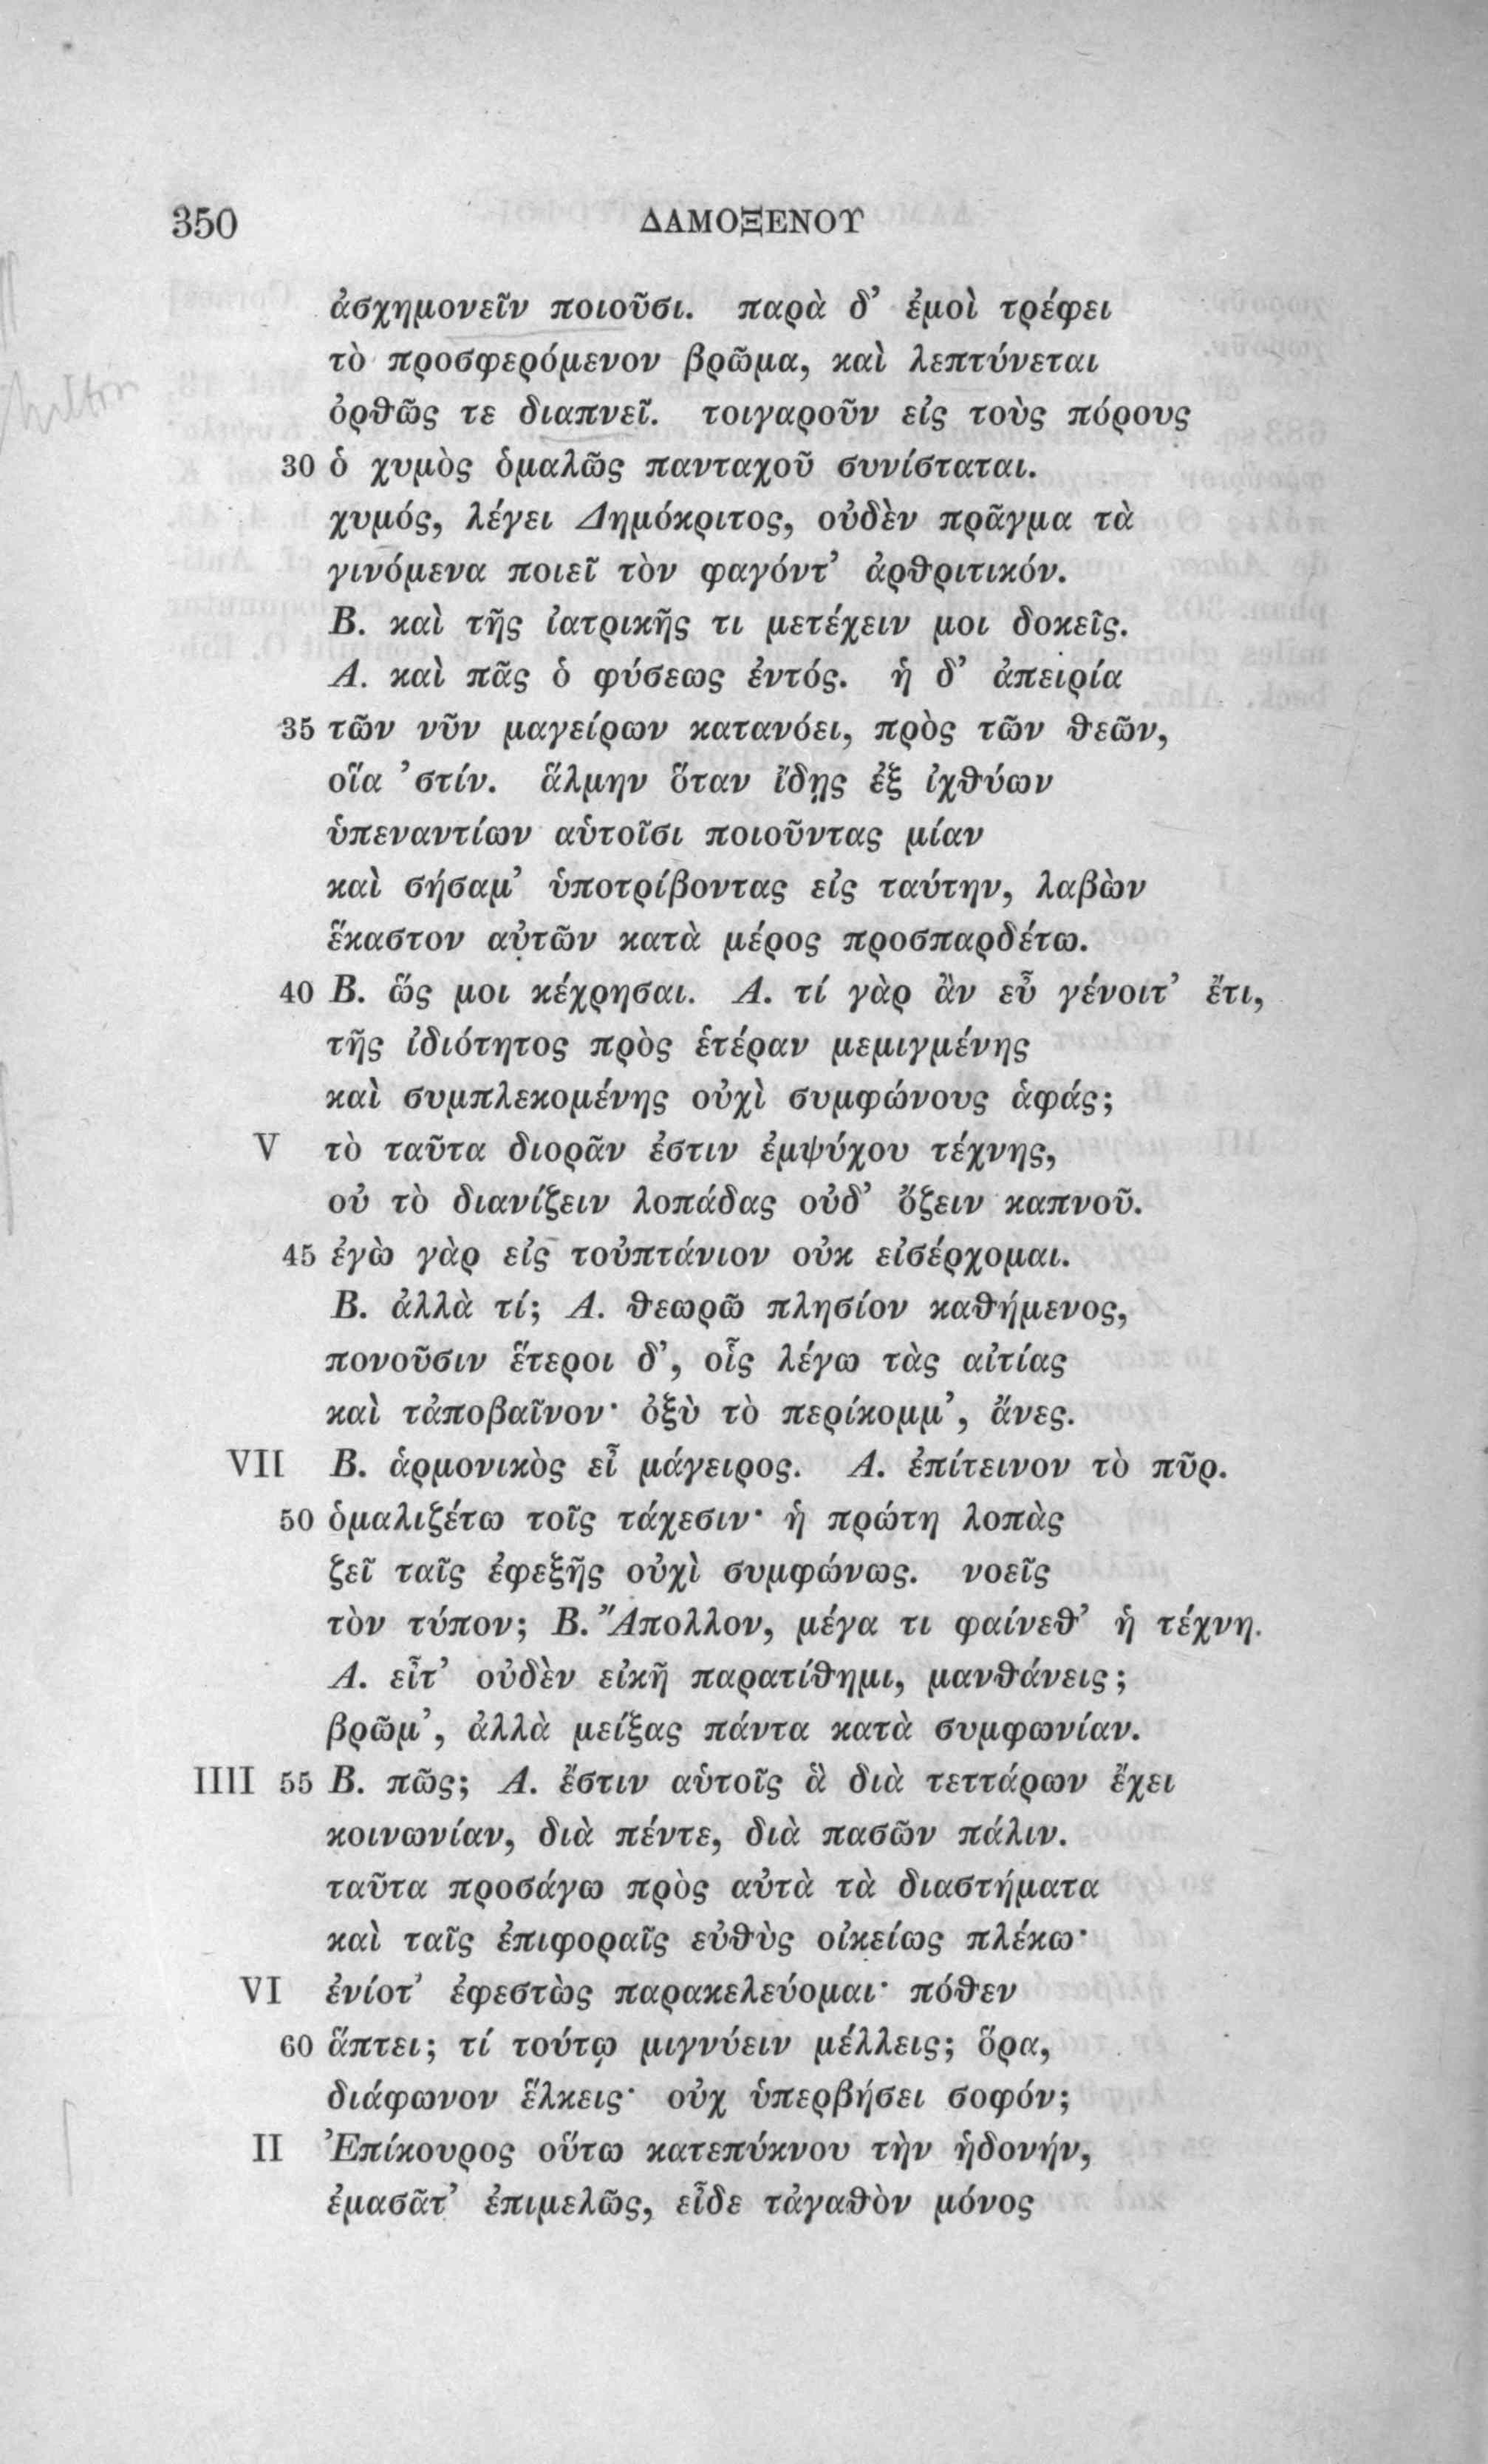 350 ΔΑΜΟΞΕΝΟΥ
ἀσχημονεῖν ποιοῦσι. παρὰ δ’ ἐμοὶ τρέφει
τὸ προσφερόμενον βρῶμα, καὶ λεπτύνεται
ὀρθῶς τε διαπνεῖ. τοιγαροῦν εἰς τοὺς πόρους
30 ὁ χυμὸς ὁμαλῶς πανταχοῦ συνίσταται.
χυμός, λέγει Δημόκριτος, οὐδὲν πρᾶγμα τὰ
γινόμενα ποιεῖ τὸν φαγόντ’ ἀρθριτικόν.
Β. καὶ τῆς ἰατρικῆς τι μετέχειν μοι δοκεῖς.
Α. καὶ πᾶς ὁ φύσεως ἐντός. ἡ δ’ ἀπειρία
35 τῶν νῦν μαγείρων κατανόει, πρὸς τῶν θεῶν,
οἵα ’στίν. ἅλμην ὅταν ἴδῃς ἐξ ἰχθύων
ὑπεναντίων αὑτοῖσι ποιοῦντας μίαν
καὶ σήσαμ’ ὑποτρίβοντας εἰς ταύτην, λαβὼν
ἕκαστον αὐτῶν κατὰ μέρος προσπαρδέτω.
40 Β. ὥς μοι κέχρησαι. Α. τί γὰρ ἂν εὖ γένοιτ’ ἔτι,
τῆς ἰδιότητος πρὸς ἑτέραν μεμιγμένης
καὶ συμπλεκομένης οὐχὶ συμφώνους ἁφάς;
V τὸ ταῦτα διορᾶν ἐστιν ἐμψύχου τέχνης,
οὐ τὸ διανίζειν λοπάδας οὐδ’ ὄζειν καπνοῦ.
45 ἐγὼ γὰρ εἰς τοὐπτάνιον οὐκ εἰσέρχομαι.
Β. ἀλλὰ τί; Α. θεωρῶ πλησίον καθήμενος,
πονοῦσιν ἕτεροι δ’, οἷς λέγω τὰς αἰτίας
καὶ τἀποβαῖνον· ὀξὺ τὸ περίκομμ’, ἄνες.
VII Β. ἁρμονικὸς εἶ μάγειρος. Α. ἐπίτεινον τὸ πῦρ.
50 ὁμαλιζέτω τοῖς τάχεσιν· ἡ πρώτη λοπὰς
ζεῖ ταῖς ἐφεξῆς οὐχὶ συμφώνως. νοεῖς
τὸν τύπον; Β. Ἄπολλον, μέγα τι φαίνεθ’ ἡ τέχνη.
Α. εἶτ’ οὐδὲν εἰκῆ παρατίθημι, μανθάνεις;
βρῶμ’, ἀλλὰ μείξας πάντα κατὰ συμφωνίαν.
IIII 55 Β. πῶς; Α. ἔστιν αὑτοῖς ἃ διὰ τεττάρων ἔχει
κοινωνίαν, διὰ πέντε, διὰ πασῶν πάλιν.
ταῦτα προσάγω πρὸς αὐτὰ τὰ διαστήματα
καὶ ταῖς ἐπιφοραῖς εὐθὺς οἰκείως πλέκω·
VI ἐνίοτ’ ἐφεστὼς παρακελεύομαι· πόθεν
60 ἅπτει; τί τούτῳ μιγνύειν μέλλεις; ὅρα,
διάφωνον ἕλκεις· οὐχ ὑπερβήσει σοφόν;
II Ἐπίκουρος οὕτω κατεπύκνου τὴν ἡδονήν,
ἐμασᾶτ’ ἐπιμελῶς, εἶδε τἀγαθὸν μόνος